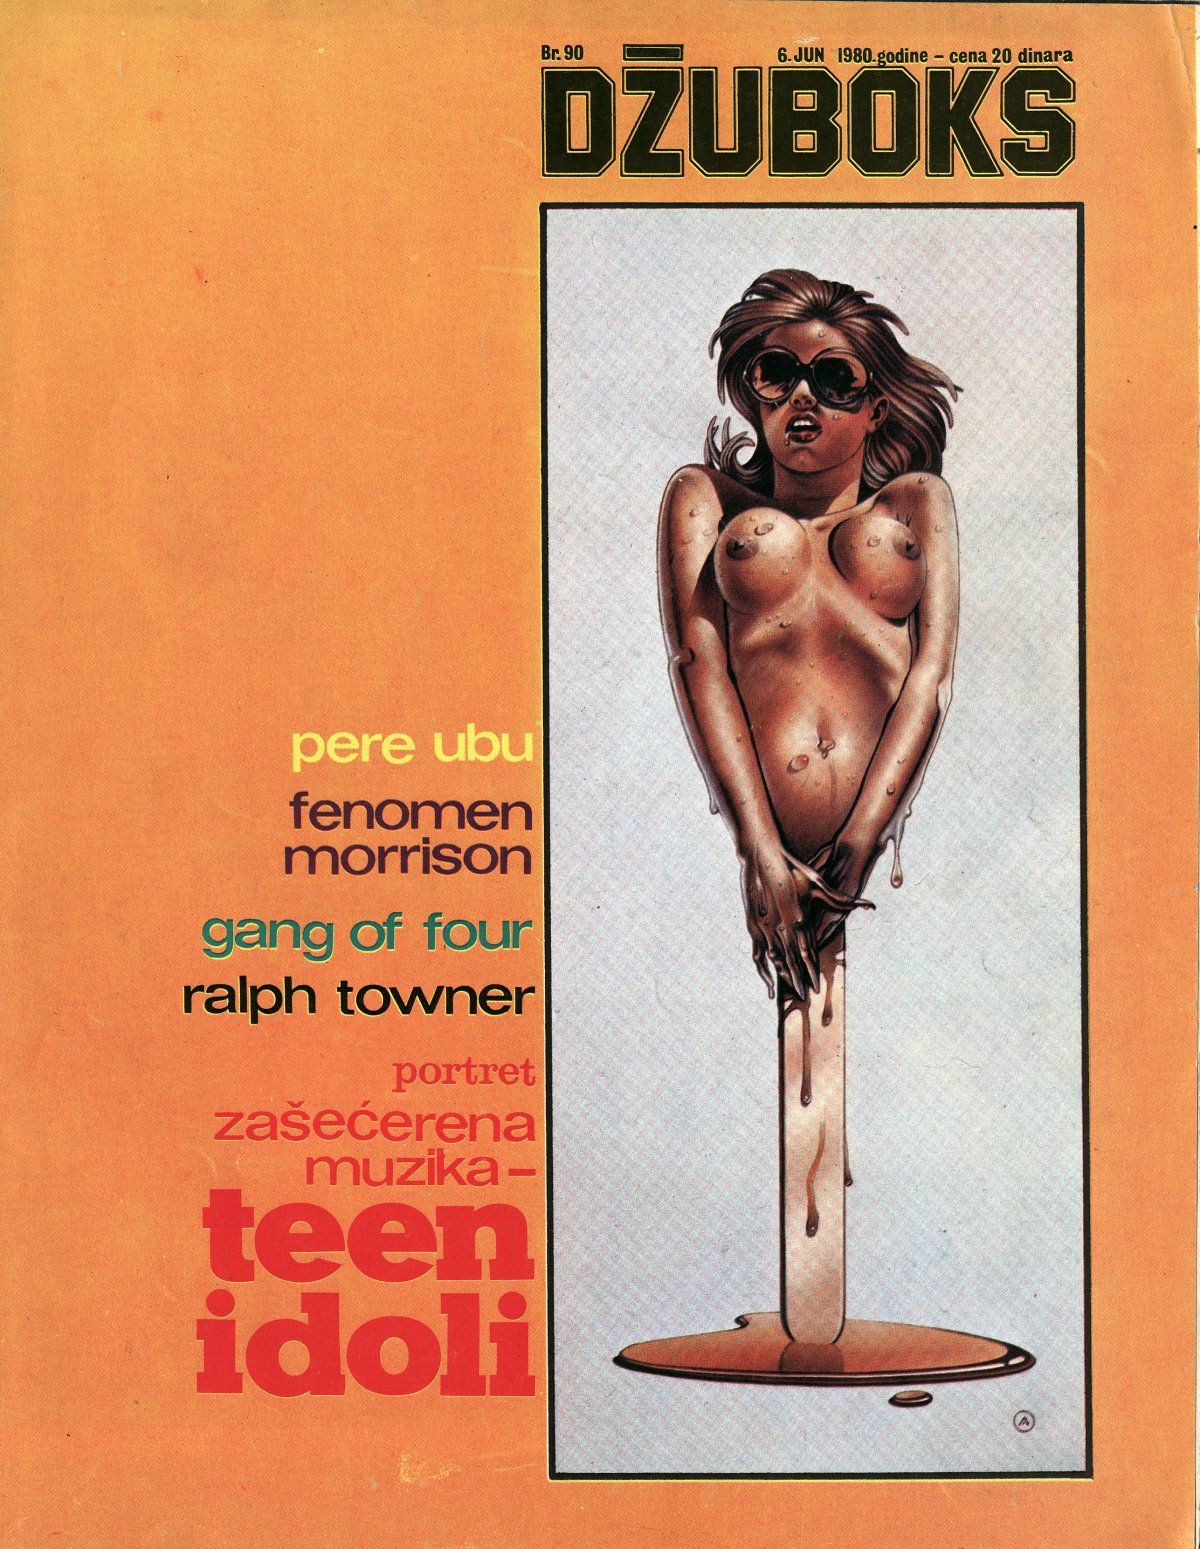 Br. 90
6. JUN 1980. godine – cena 20 dinara
DŽUBOKS
pere ubu
fenomen
morrison
gang of four
ralph towner
portret
zašećerena
muzika –
teen
idoli
A